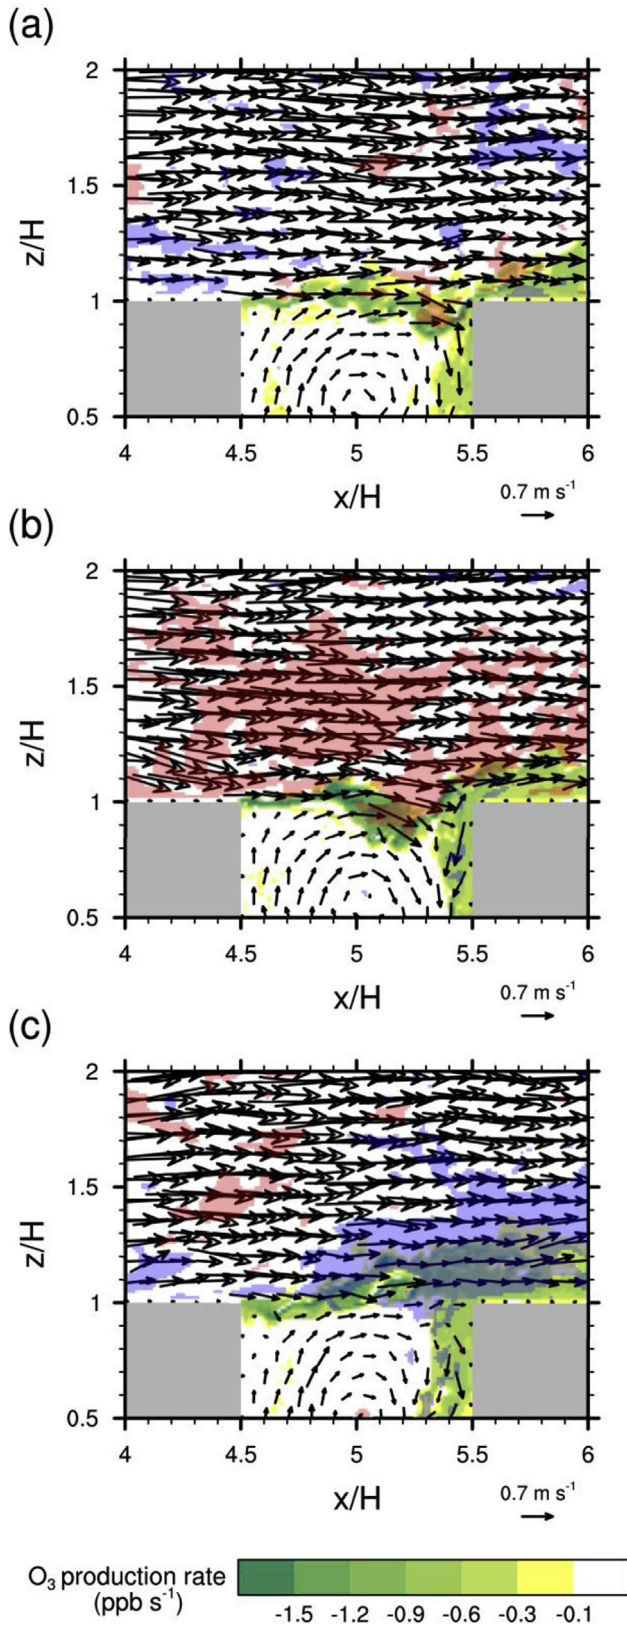 (a)
2
1.5
1
0.5
z/H
4 4.5 5 5.5 6
x/H
0.7 m s⁻¹
(b)
2
1.5
1
0.5
z/H
4 4.5 5 5.5 6
x/H
0.7 m s⁻¹
(c)
2
1.5
1
0.5
z/H
4 4.5 5 5.5 6
x/H
0.7 m s⁻¹
O₃ production rate
(ppb s⁻¹)
-1.5 -1.2 -0.9 -0.6 -0.3 -0.1